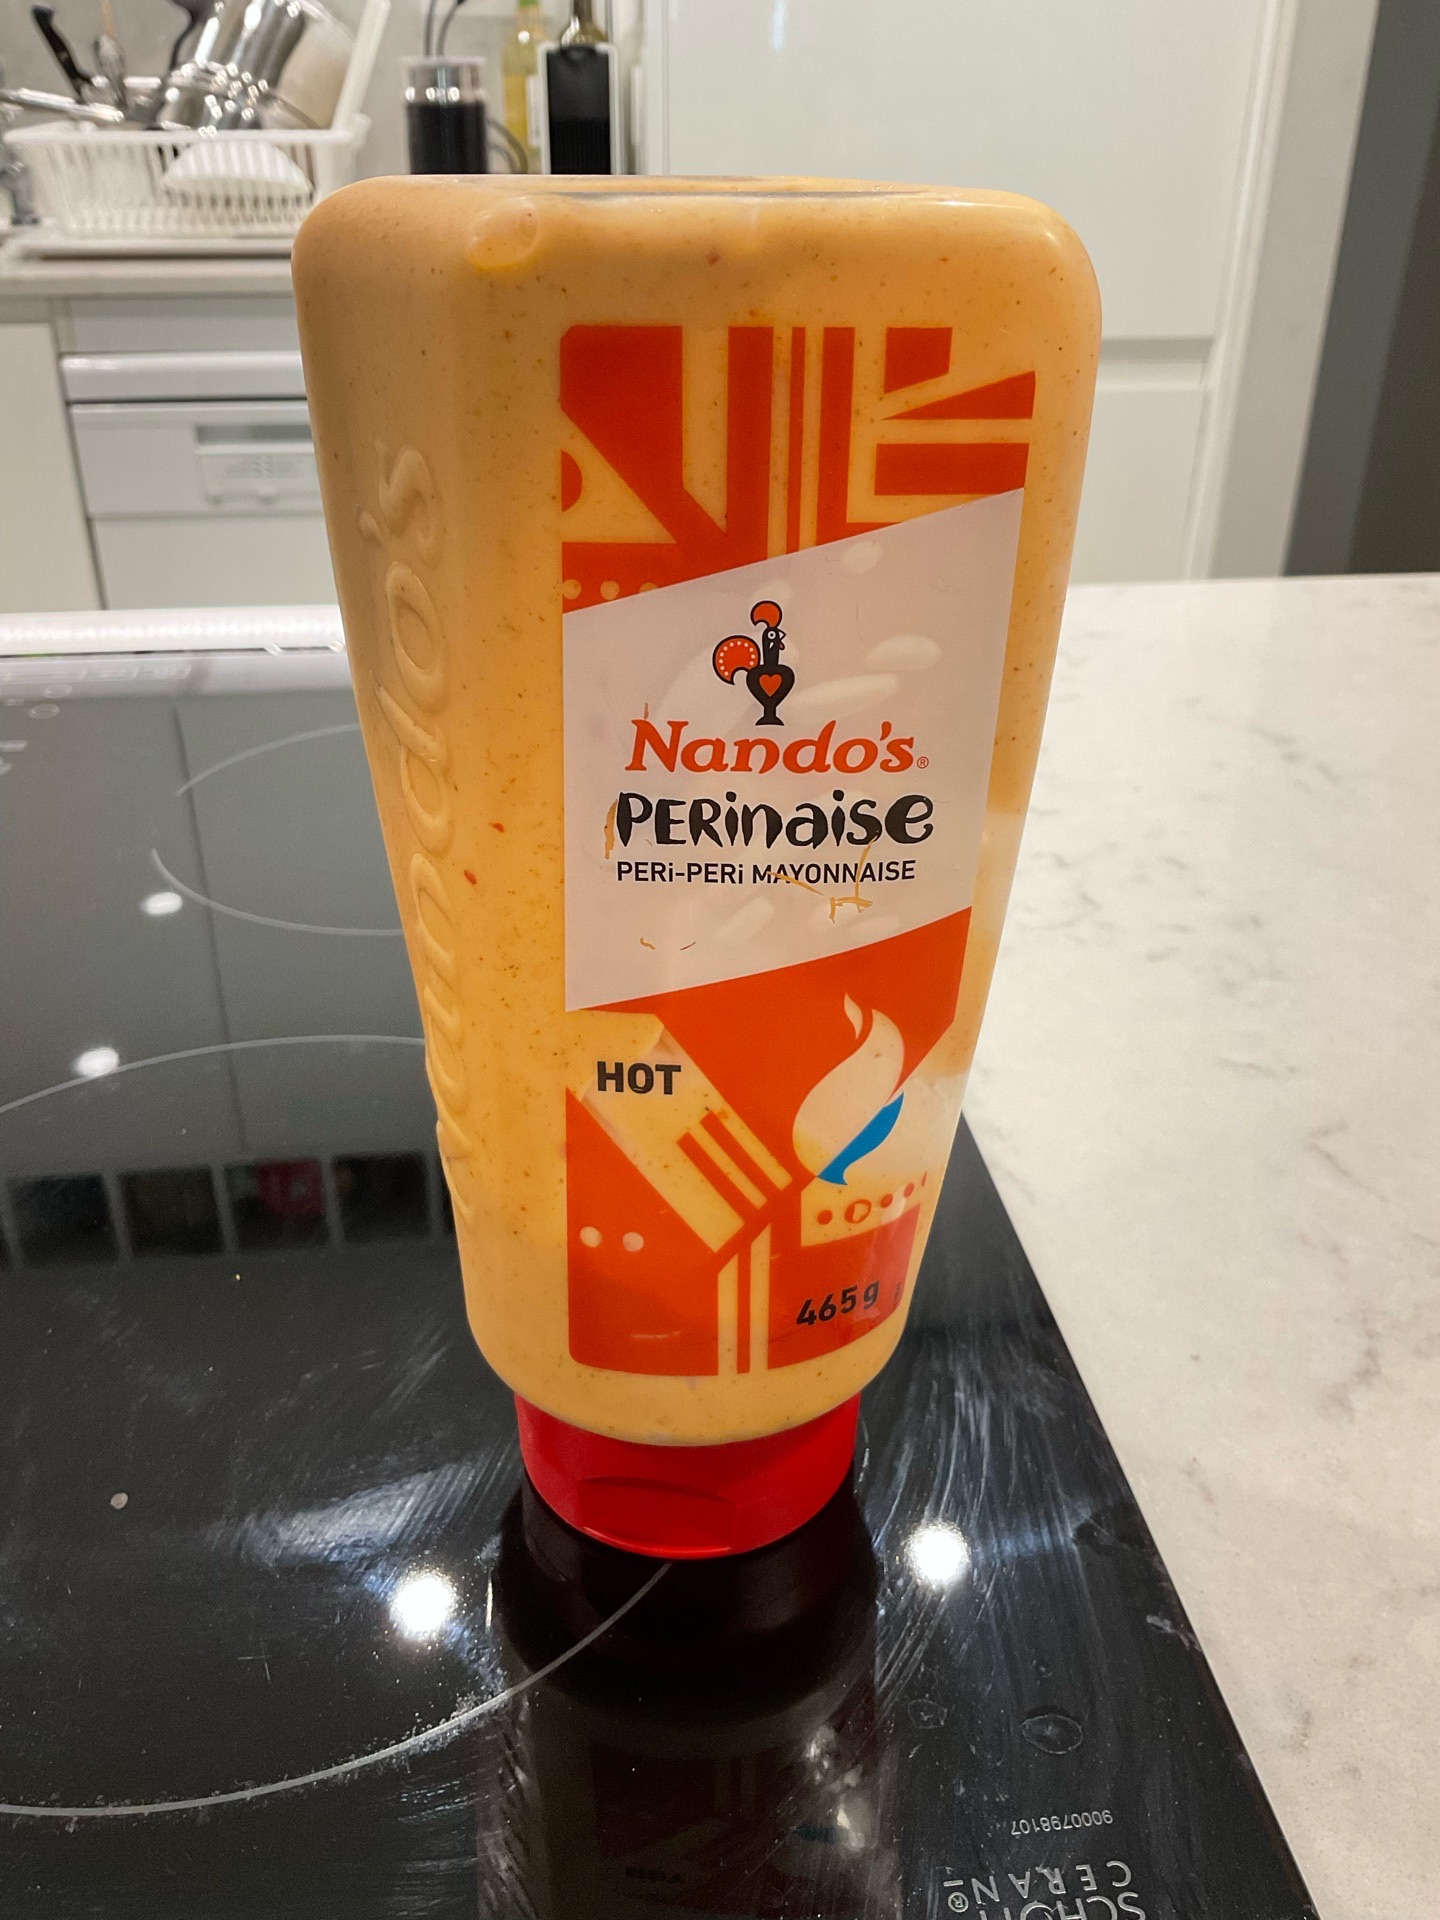 Nando's
Nando's®
PERinaise
PERi-PERi MAYONNAISE
HOT
465g
9000798107
SCHOTT
CERAN®